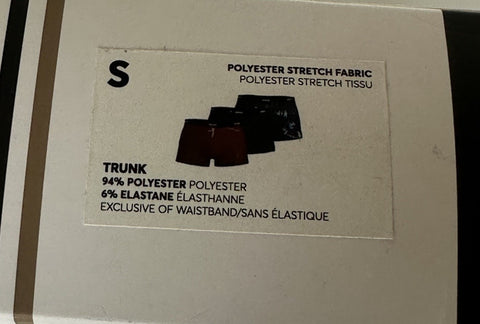 S
POLYESTER STRETCH FABRIC
POLYESTER STRETCH TISSU
TRUNK
94% POLYESTER POLYESTER
6% ELASTANE ÉLASTHANNE
EXCLUSIVE OF WAISTBAND/SANS ÉLASTIQUE